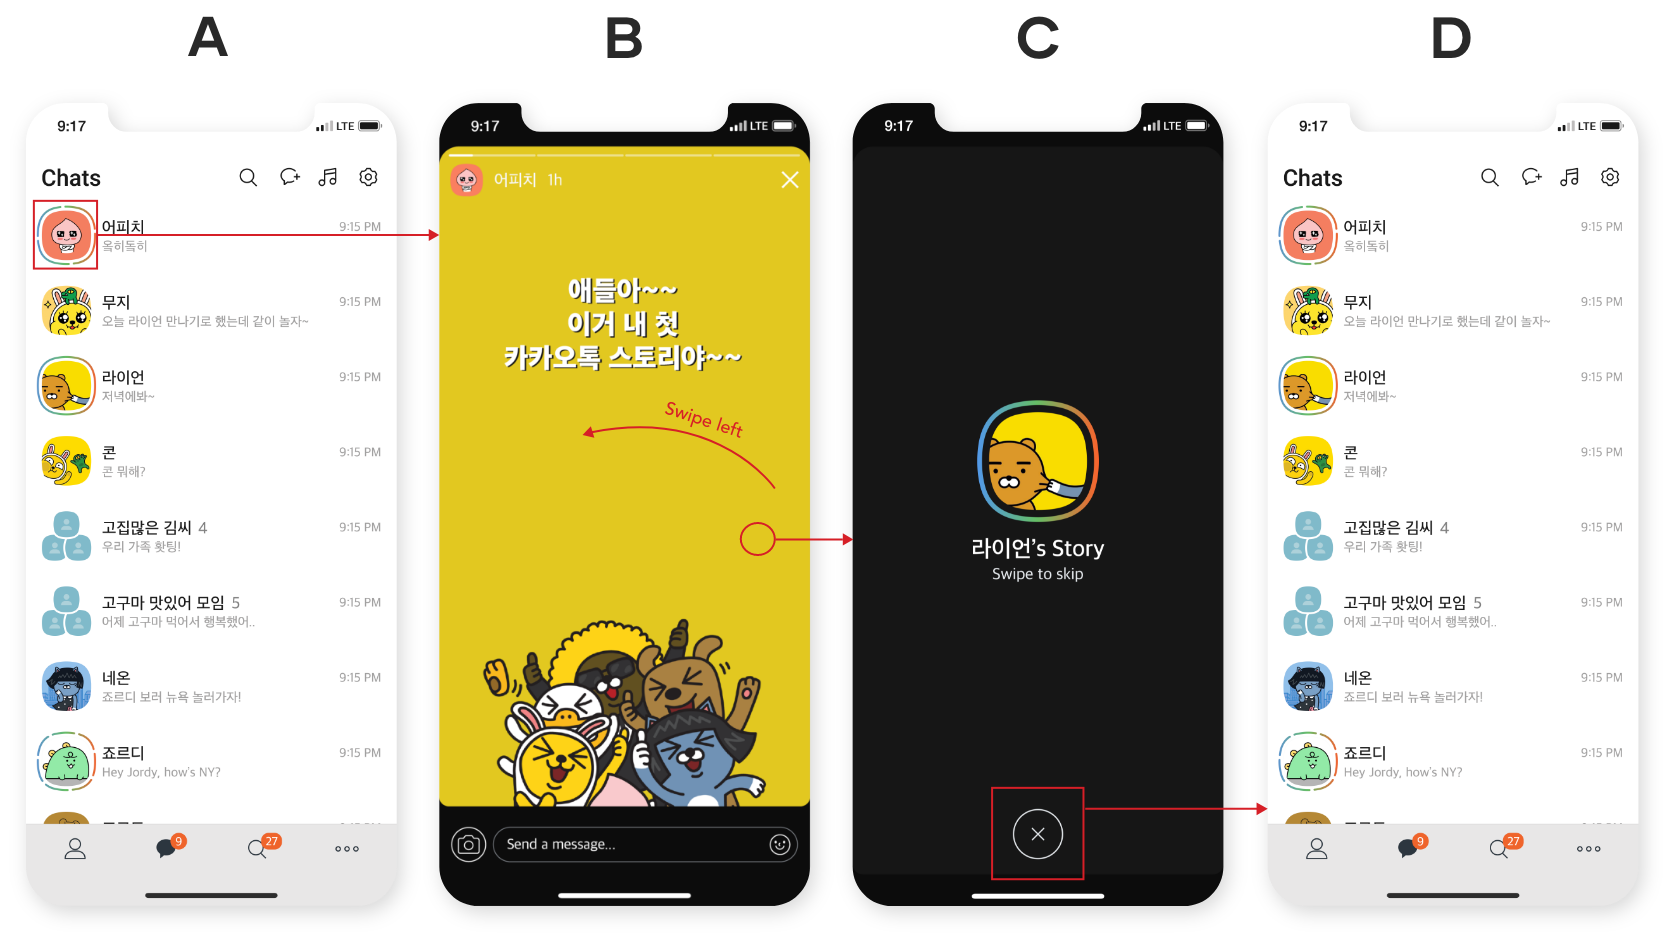 A
B
C
D
9:17
LTE
Chats
어피치
9:15 PM
옥히독히
무지
9:15 PM
오늘 라이언 만나기로 했는데 같이 놀자~
라이언
9:15 PM
저녁에봐~
콘
9:15 PM
콘 뭐해?
고집많은 김씨 4
9:15 PM
우리 가족 홧팅!
고구마 맛있어 모임 5
9:15 PM
어제 고구마 먹어서 행복했어..
네온
9:15 PM
죠르디 보러 뉴욕 놀러가자!
죠르디
9:15 PM
Hey Jordy, how's NY?
9
27
9:17
LTE
어피치 1h
애들아~~
이거 내 첫
카카오톡 스토리야~~
Swipe left
Send a message...
9:17
LTE
라이언's Story
Swipe to skip
9:17
LTE
Chats
어피치
9:15 PM
옥히독히
무지
9:15 PM
오늘 라이언 만나기로 했는데 같이 놀자~
라이언
9:15 PM
저녁에봐~
콘
9:15 PM
콘 뭐해?
고집많은 김씨 4
9:15 PM
우리 가족 홧팅!
고구마 맛있어 모임 5
9:15 PM
어제 고구마 먹어서 행복했어..
네온
9:15 PM
죠르디 보러 뉴욕 놀러가자!
죠르디
9:15 PM
Hey Jordy, how's NY?
9
27